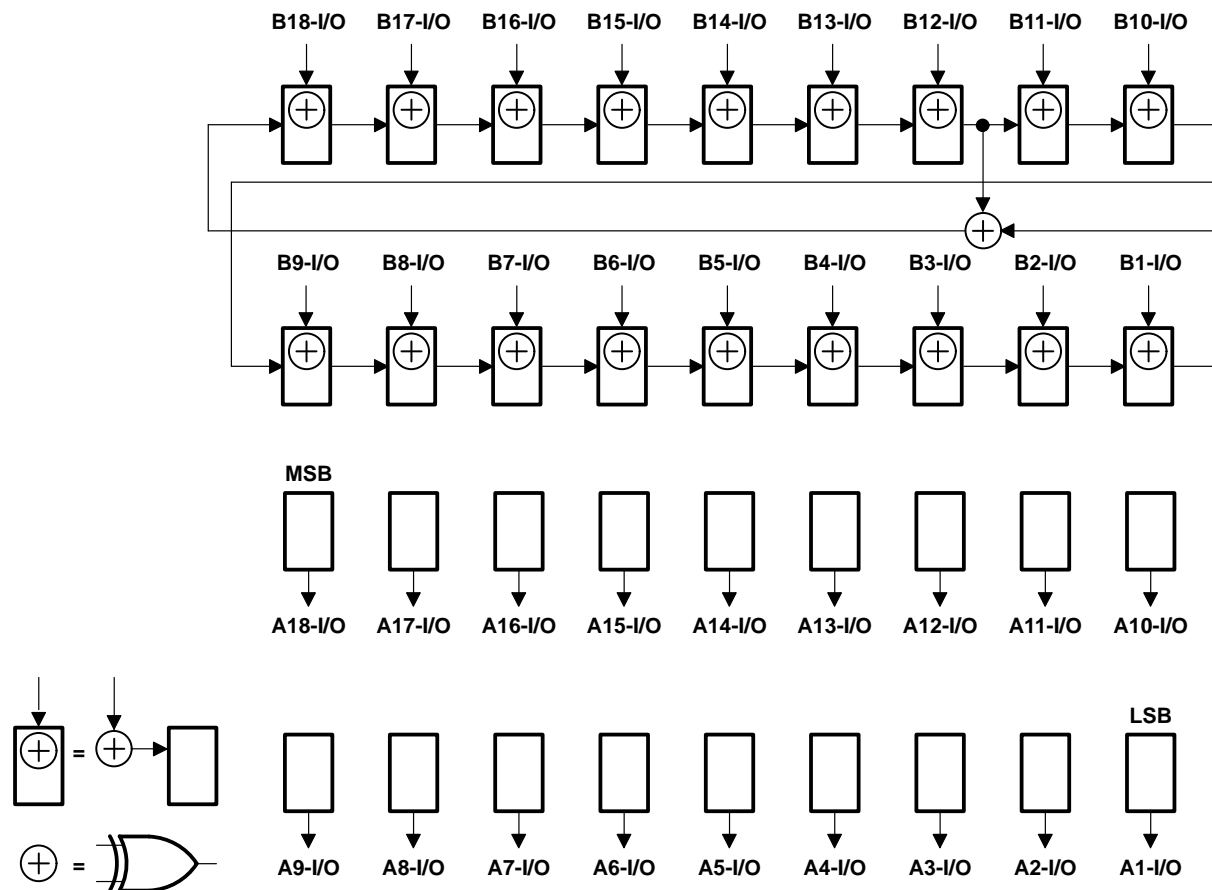 B18-I/O B17-I/O B16-I/O B15-I/O B14-I/O B13-I/O B12-I/O B11-I/O B10-I/O
B9-I/O B8-I/O B7-I/O B6-I/O B5-I/O B4-I/O B3-I/O B2-I/O B1-I/O
MSB
A18-I/O A17-I/O A16-I/O A15-I/O A14-I/O A13-I/O A12-I/O A11-I/O A10-I/O
LSB
=
=
A9-I/O A8-I/O A7-I/O A6-I/O A5-I/O A4-I/O A3-I/O A2-I/O A1-I/O